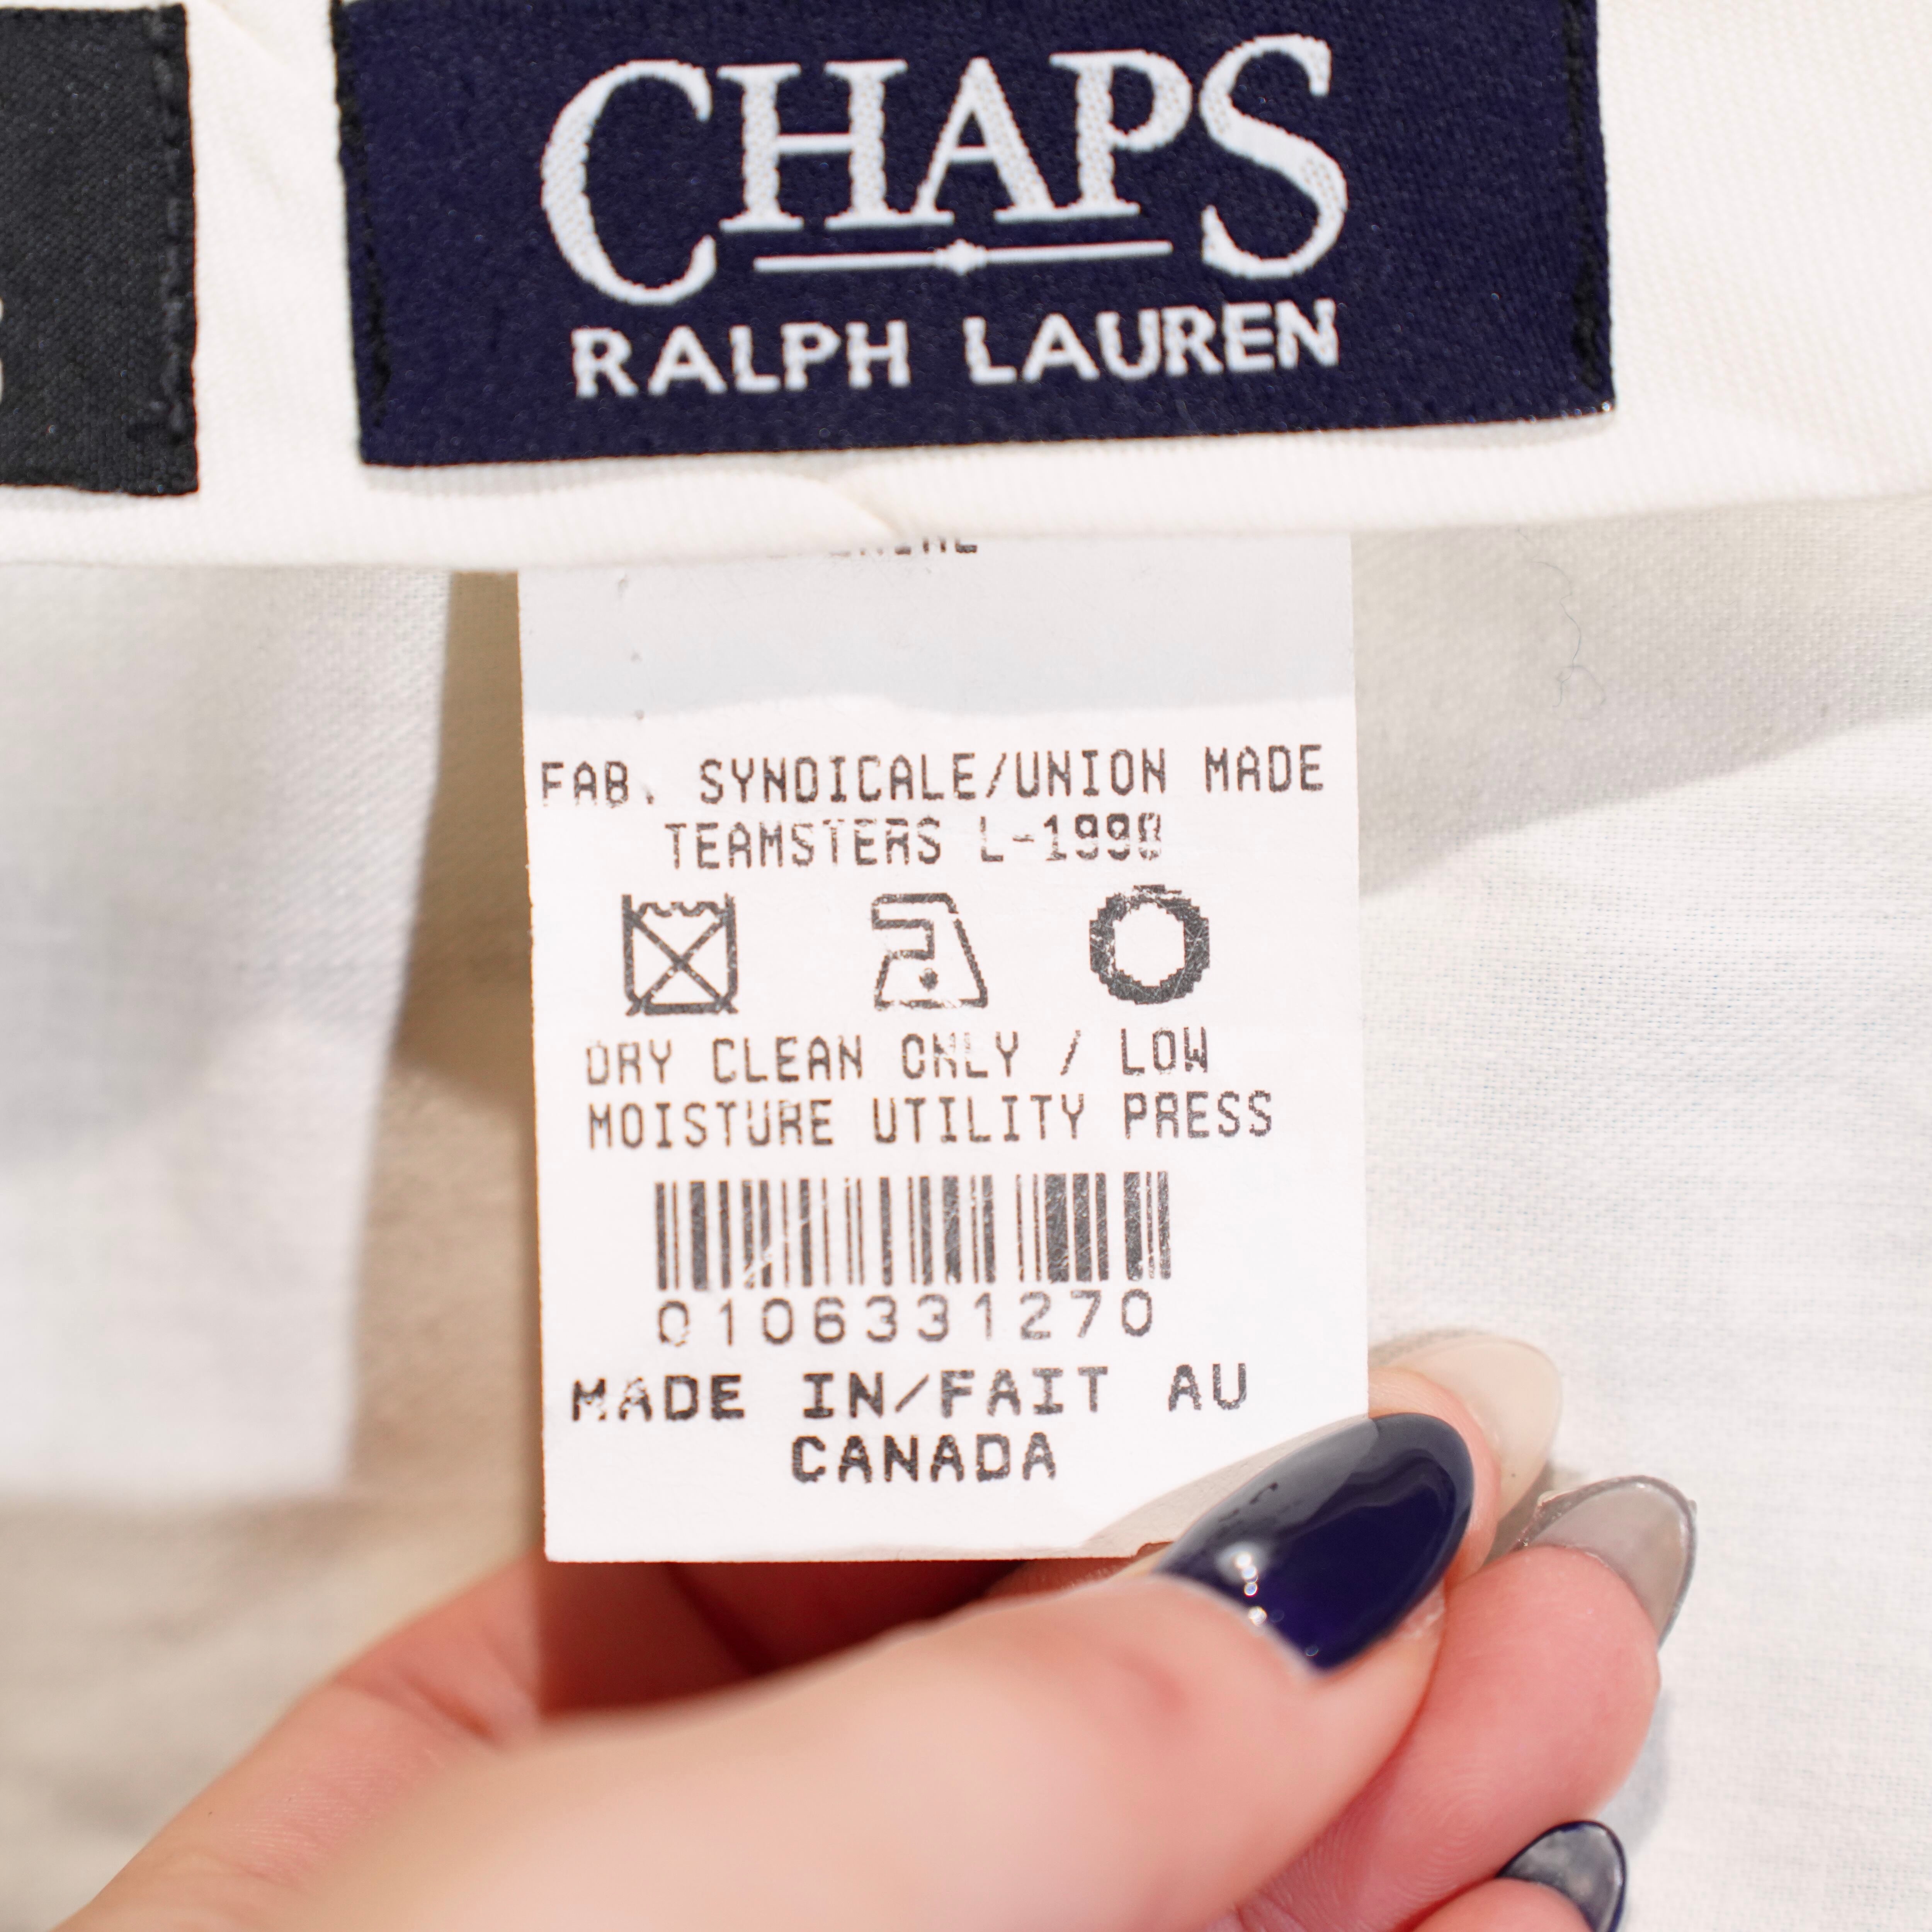 CHAPS
RALPH LAUREN
FAB. SYNDICALE/UNION MADE
TEAMSTERS L-1990
DRY CLEAN ONLY / LOW
MOISTURE UTILITY PRESS
0106331270
MADE IN/FAIT AU
CANADA